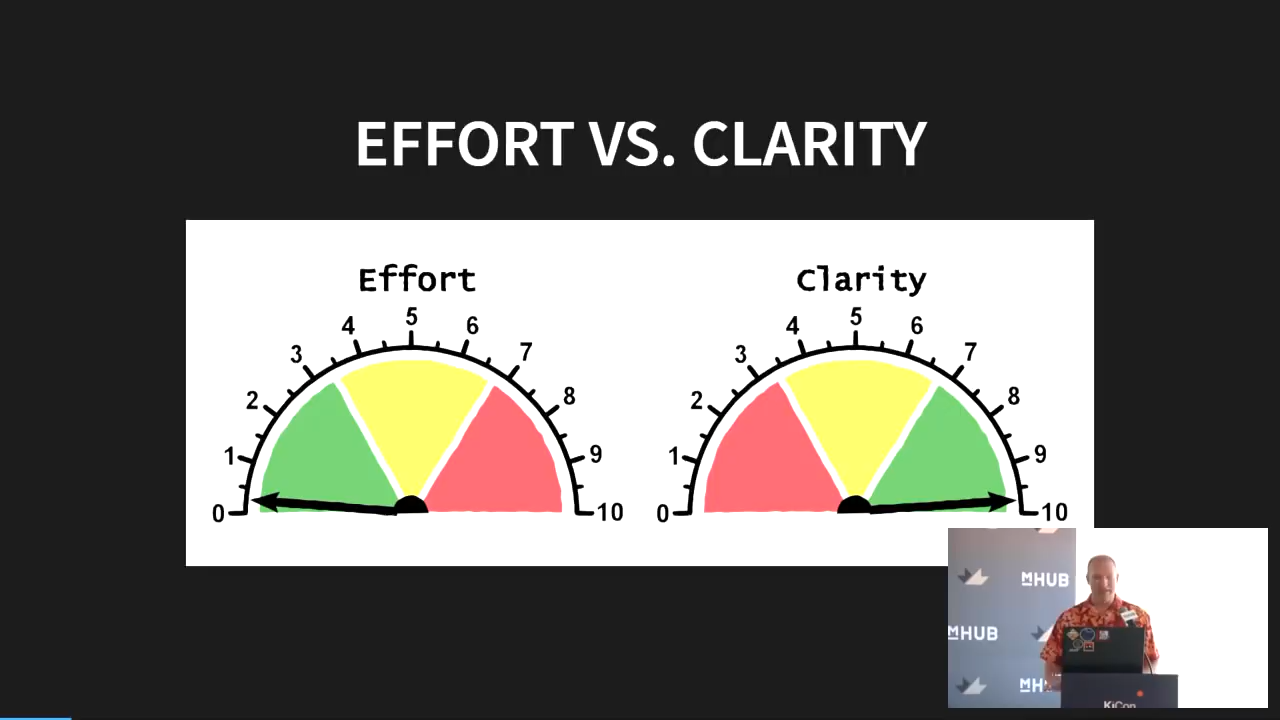 EFFORT VS. CLARITY
Effort
0 1 2 3 4 5 6 7 8 9 10
Clarity
0 1 2 3 4 5 6 7 8 9 10
MHUB
MHUB
MH
KiCon